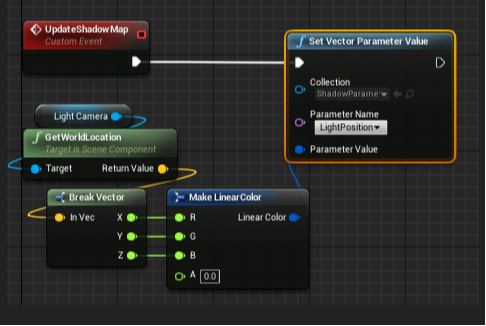 UpdateShadowMap
Custom Event
Set Vector Parameter Value
Collection
ShadowParame
Parameter Name
LightPosition
Parameter Value
Light Camera
f GetWorldLocation
Target is Scene Component
Target Return Value
Break Vector
In Vec X
Y
Z
Make LinearColor
R Linear Color
G
B
A 0.0